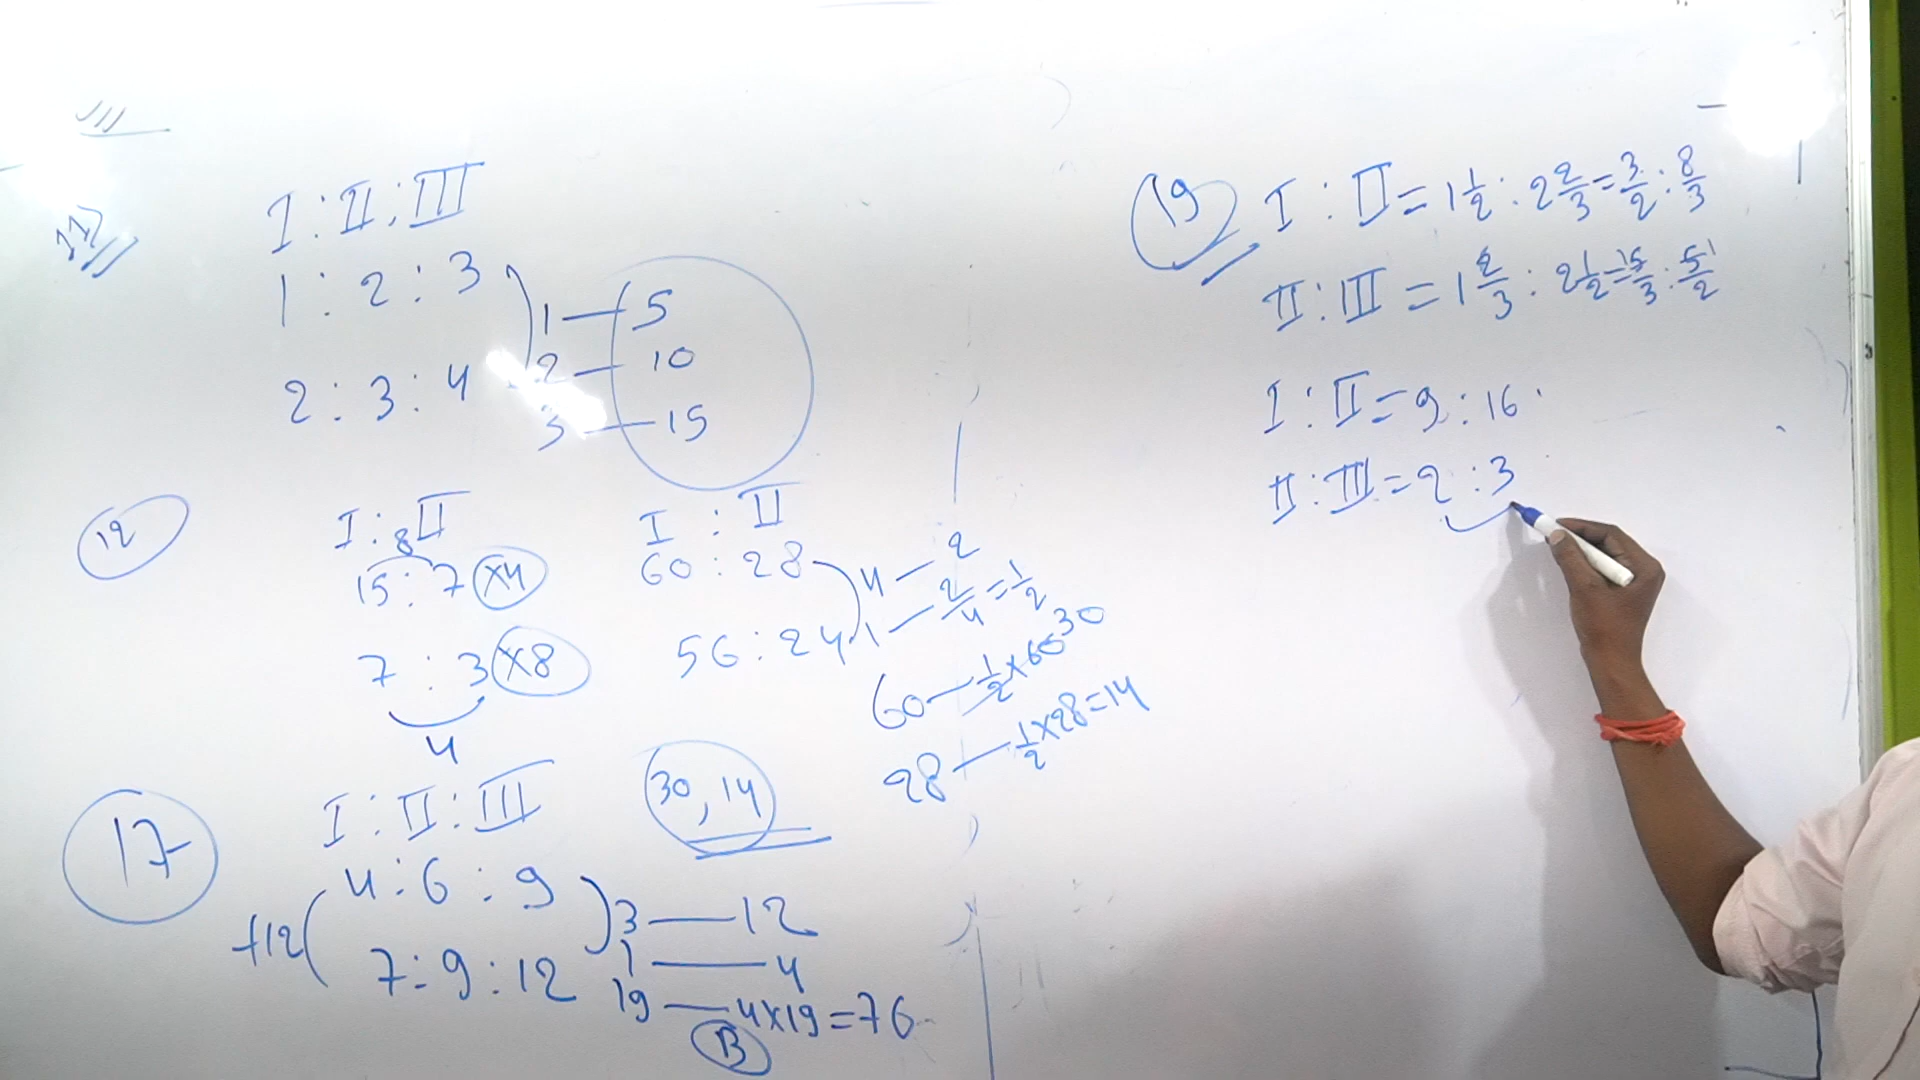 11>
I : II : III
1 : 2 : 3
2 : 3 : 4
1 — 5
2 — 10
3 — 15
12
I : II
8
15 : 7 ×4
7 : 3 ×8
4
I : II
60 : 28
56 : 24
4 — 2
1 — 2/4 = 1/2
60 — 1/2 × 60 30
28 — 1/2 × 28 = 14
30, 14
17
I : II : III
4 : 6 : 9
+12
7 : 9 : 12
3 — 12
1 — 4
19 — 4×19 = 76
B
19
I : II = 1 1/2 : 2 2/3 = 3/2 : 8/3
II : III = 1 2/3 : 2 1/2 = 5/3 : 5/2
I : II = 9 : 16
II : III = 2 : 3